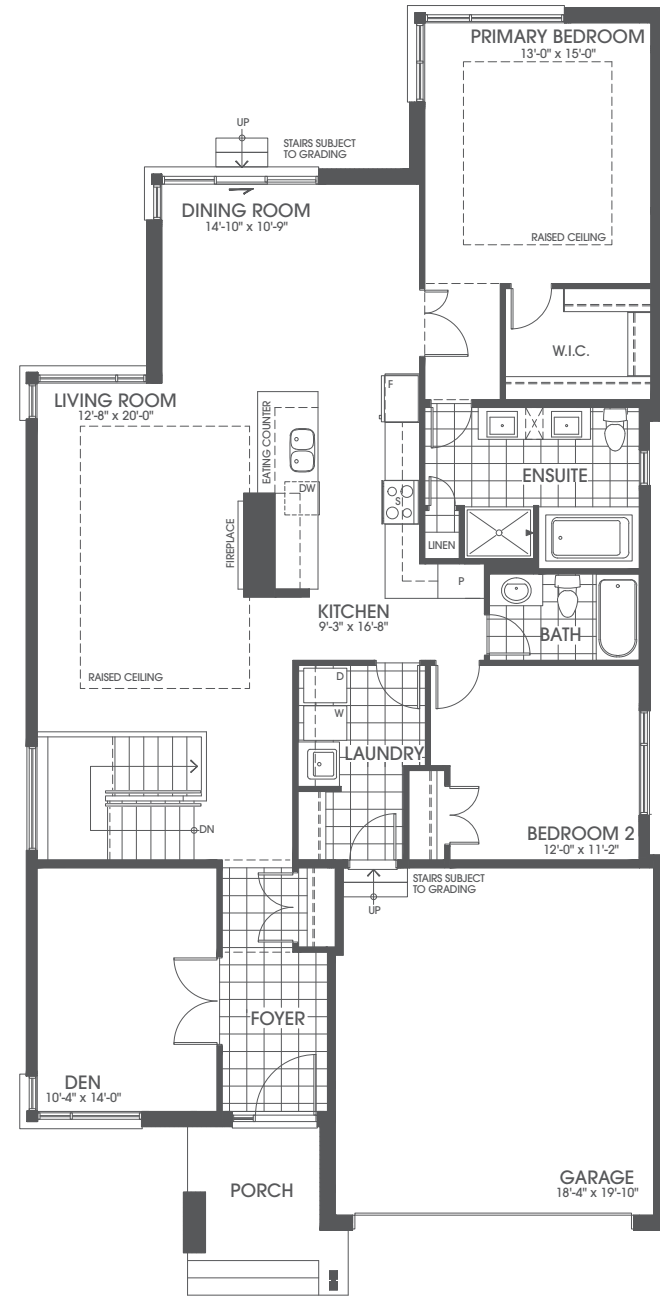 PRIMARY BEDROOM
13'-0" x 15'-0"
RAISED CEILING
UP
STAIRS SUBJECT
TO GRADING
DINING ROOM
14'-10" x 10'-9"
W.I.C.
LIVING ROOM
12'-8" x 20'-0"
EATING COUNTER
F
DW
S
ENSUITE
LINEN
FIREPLACE
P
KITCHEN
9'-3" x 16'-8"
BATH
RAISED CEILING
D
W
LAUNDRY
DN
BEDROOM 2
12'-0" x 11'-2"
STAIRS SUBJECT
TO GRADING
UP
FOYER
DEN
10'-4" x 14'-0"
GARAGE
18'-4" x 19'-10"
PORCH